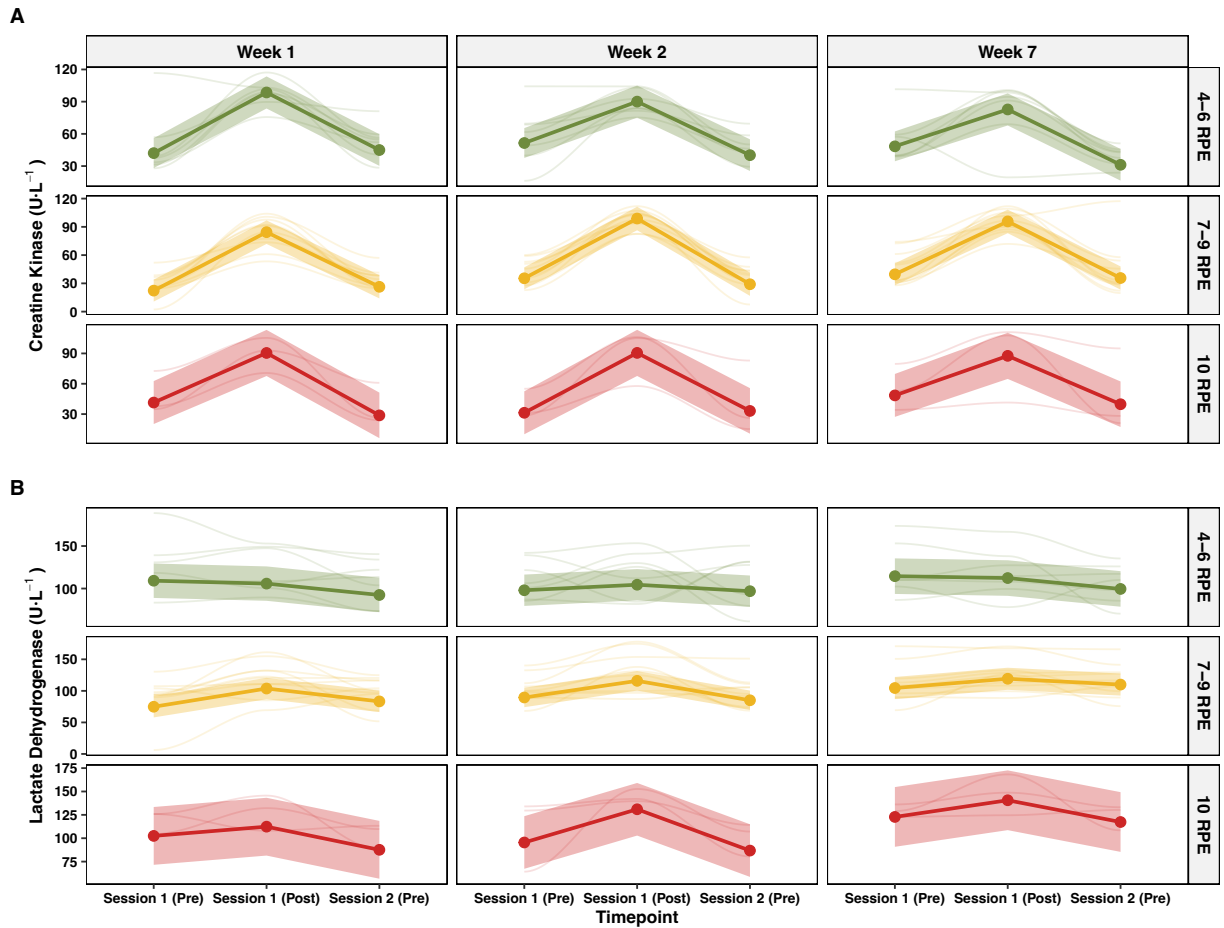 A
Week 1
Week 2
Week 7
Creatine Kinase (U·L⁻¹)
120
90
60
30
4–6 RPE
120
90
60
30
0
7–9 RPE
90
60
30
10 RPE
B
Lactate Dehydrogenase (U·L⁻¹)
150
100
4–6 RPE
150
100
50
0
7–9 RPE
175
150
125
100
75
10 RPE
Session 1 (Pre) Session 1 (Post) Session 2 (Pre)
Session 1 (Pre) Session 1 (Post) Session 2 (Pre)
Session 1 (Pre) Session 1 (Post) Session 2 (Pre)
Timepoint